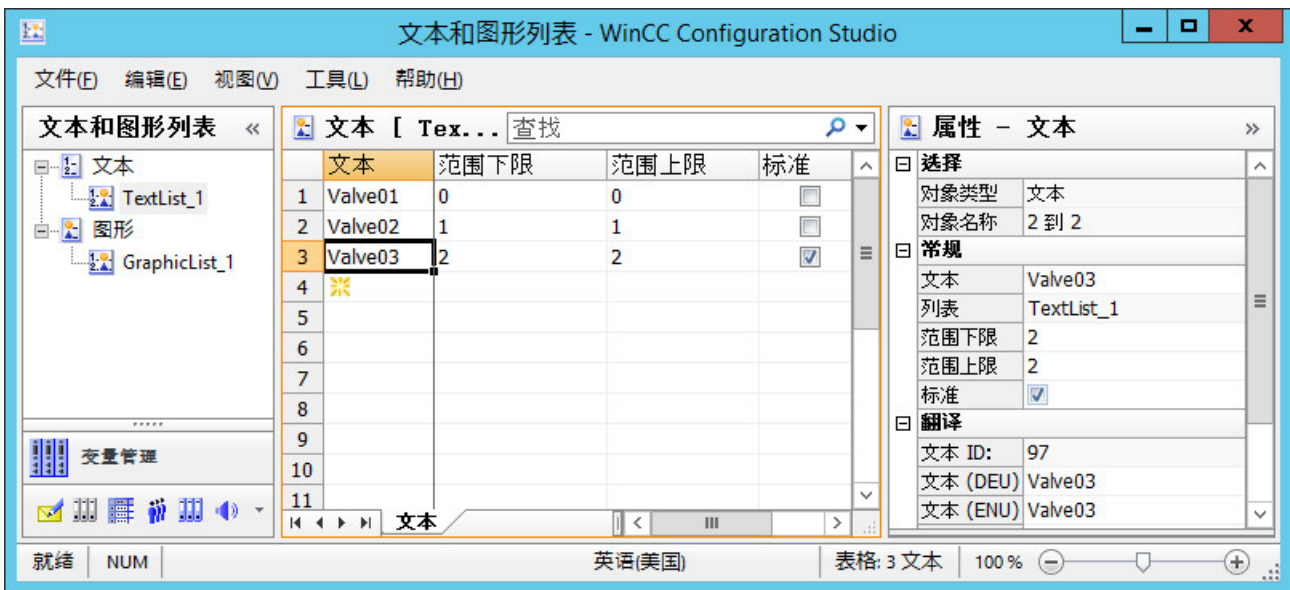 文本和图形列表 - WinCC Configuration Studio
文件(F) 编辑(E) 视图(V) 工具(L) 帮助(H)
文本和图形列表 «
文本
TextList_1
图形
GraphicList_1
变量管理
文本 [ Tex... 查找
文本 范围下限 范围上限 标准
1 Valve01 0 0
2 Valve02 1 1
3 Valve03 2 2
4
5
6
7
8
9
10
11
文本
属性 - 文本 »
选择
对象类型 文本
对象名称 2 到 2
常规
文本 Valve03
列表 TextList_1
范围下限 2
范围上限 2
标准
翻译
文本 ID: 97
文本 (DEU) Valve03
文本 (ENU) Valve03
就绪 NUM 英语(美国) 表格: 3 文本 100 %